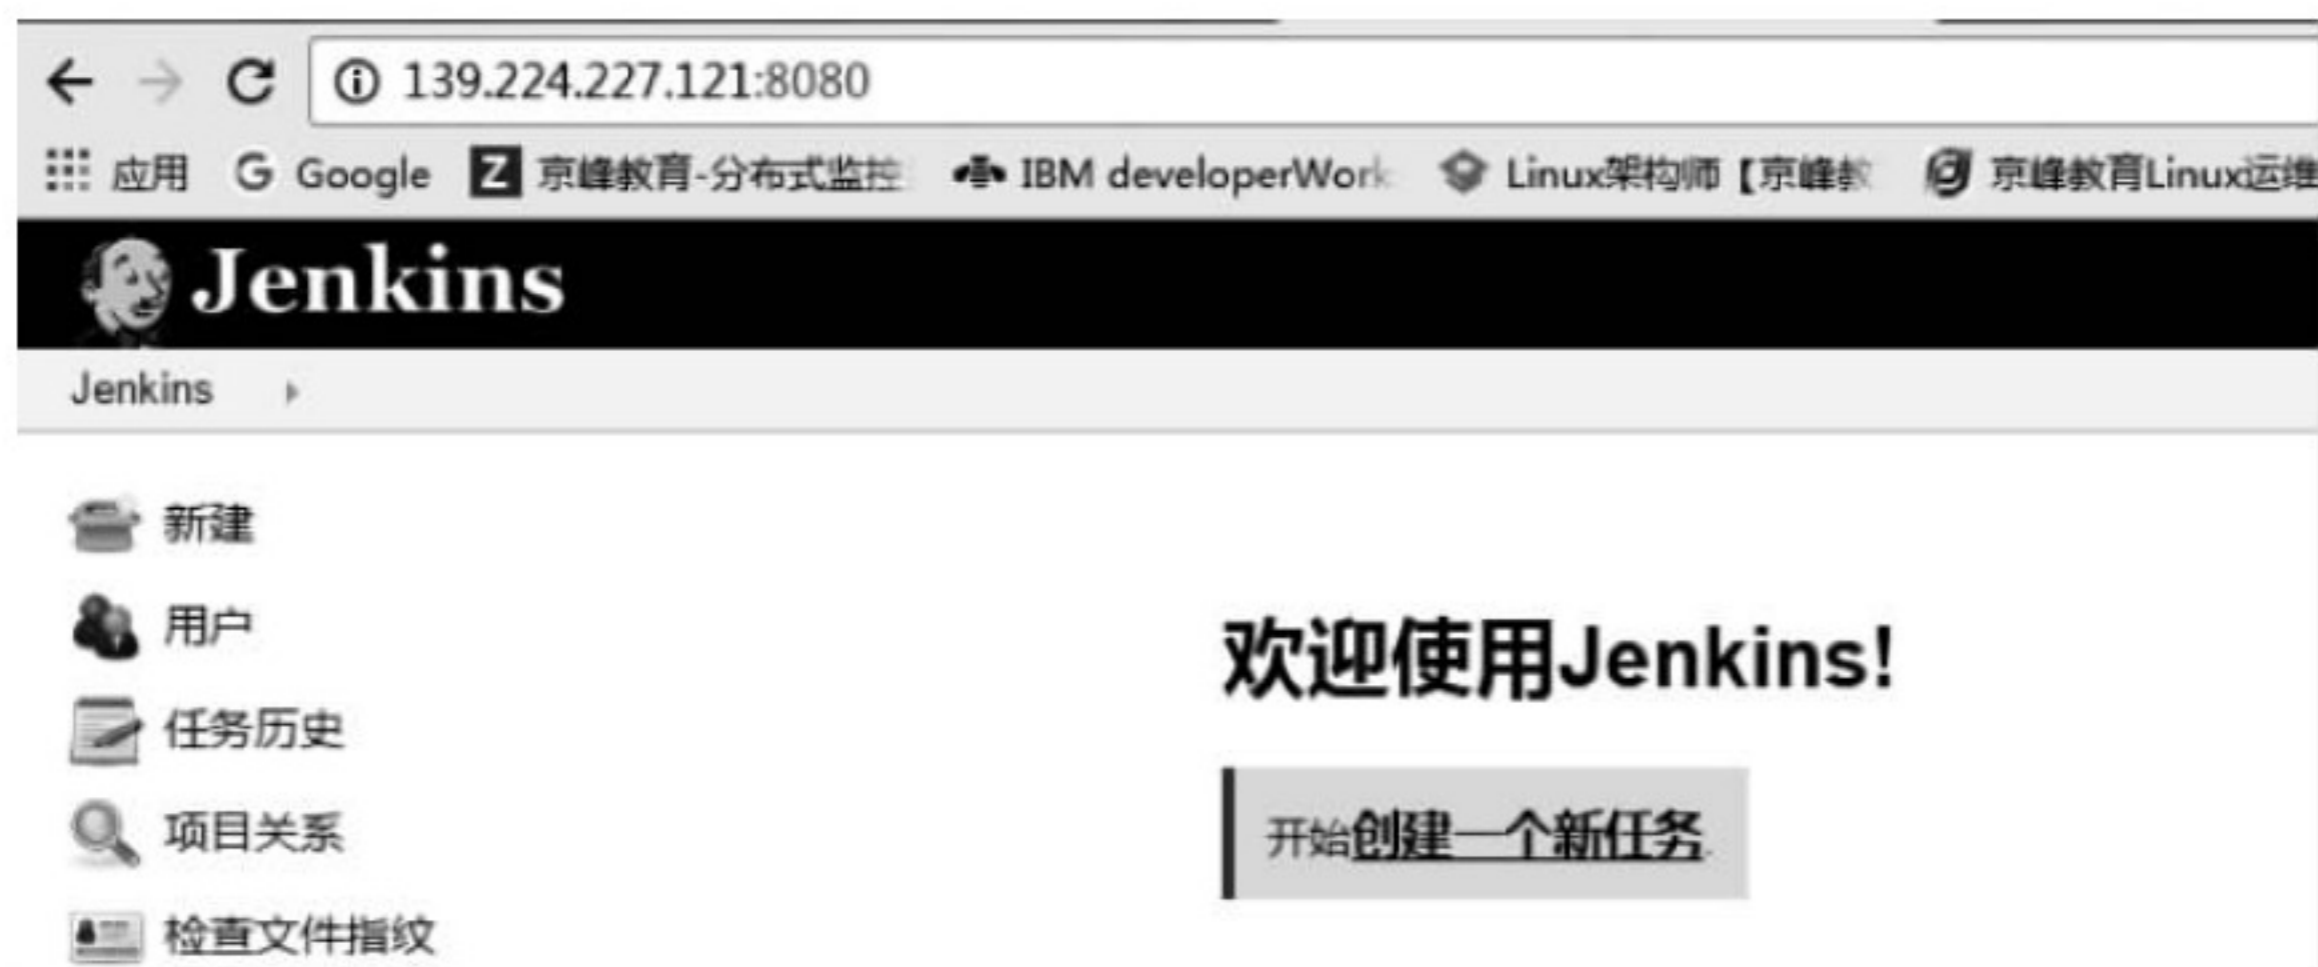 139.224.227.121:8080
应用 Google Z 京峰教育-分布式监控 IBM developerWork Linux架构师【京峰教 京峰教育Linux运维
Jenkins
Jenkins
新建
用户
任务历史
项目关系
检查文件指纹
欢迎使用Jenkins!
开始创建一个新任务.